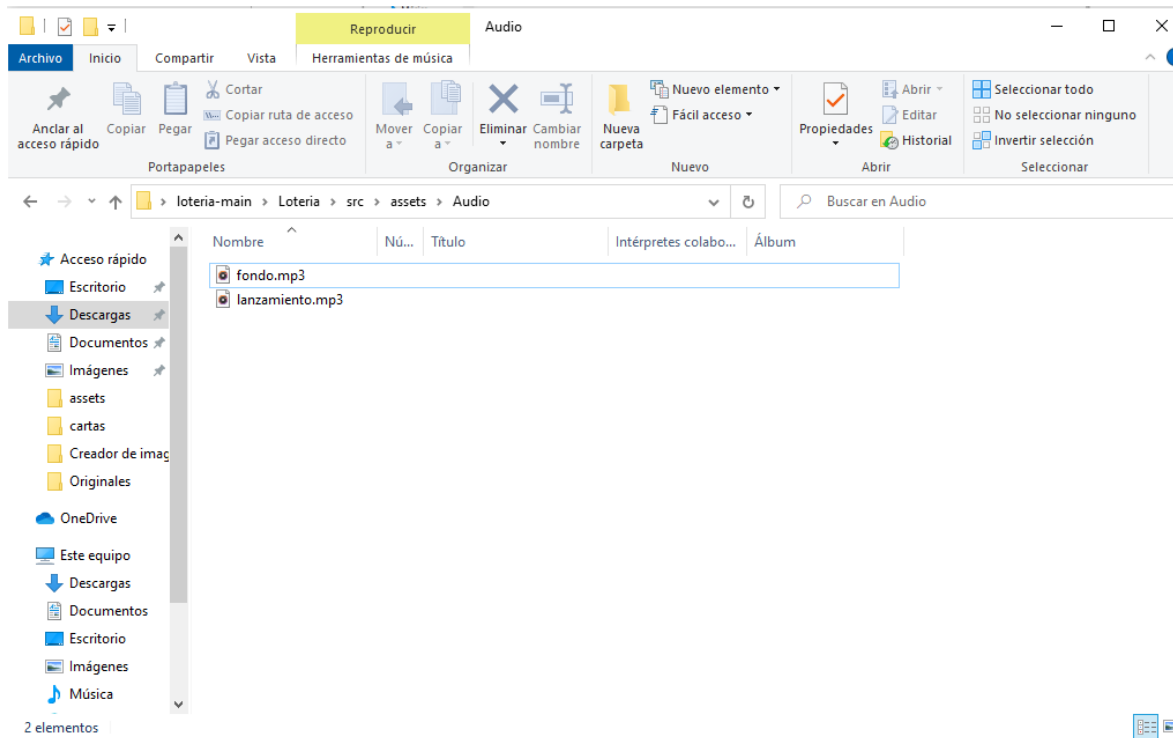 Reproducir Audio
Archivo Inicio Compartir Vista Herramientas de música
Anclar al acceso rápido
Copiar
Pegar
Cortar
Copiar ruta de acceso
Pegar acceso directo
Portapapeles
Mover a
Copiar a
Eliminar
Cambiar nombre
Organizar
Nueva carpeta
Nuevo elemento
Fácil acceso
Nuevo
Propiedades
Abrir
Editar
Historial
Abrir
Seleccionar todo
No seleccionar ninguno
Invertir selección
Seleccionar
loteria-main > Loteria > src > assets > Audio
Buscar en Audio
Nombre Nú... Título Intérpretes colabo... Álbum
fondo.mp3
lanzamiento.mp3
Acceso rápido
Escritorio
Descargas
Documentos
Imágenes
assets
cartas
Creador de imag
Originales
OneDrive
Este equipo
Descargas
Documentos
Escritorio
Imágenes
Música
2 elementos